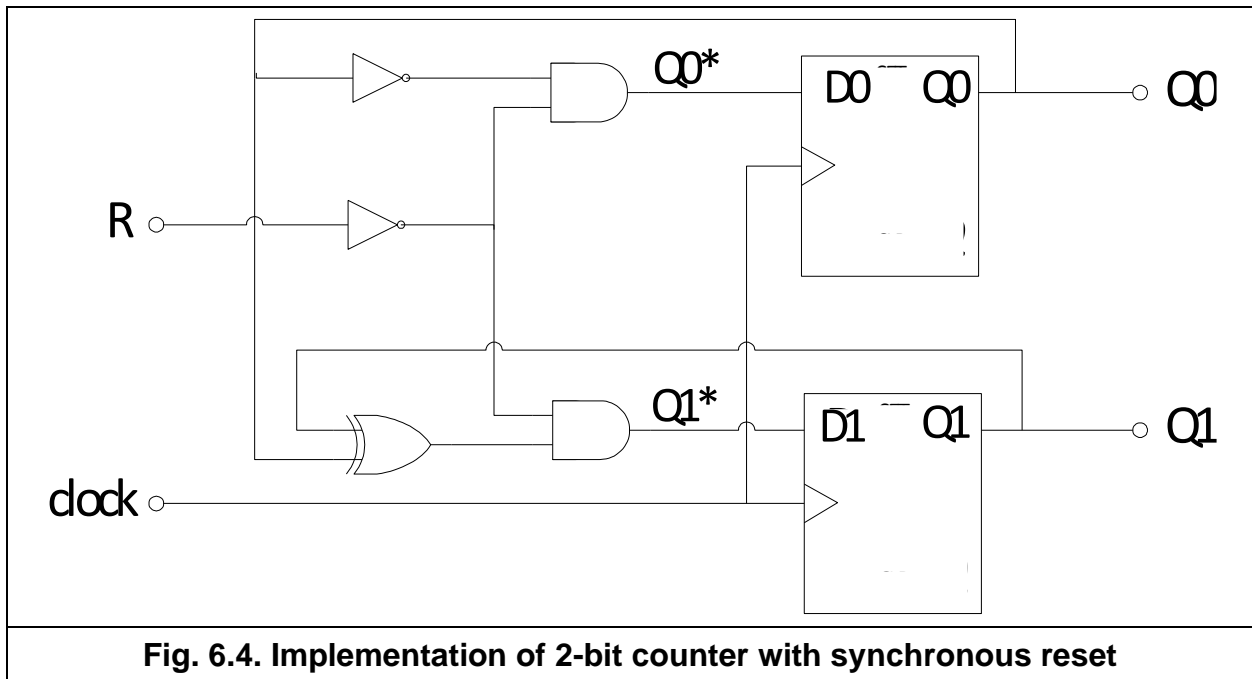 Q0*
D0 Q0
Q0
R
Q1*
D1 Q1
Q1
clock
Fig. 6.4. Implementation of 2-bit counter with synchronous reset